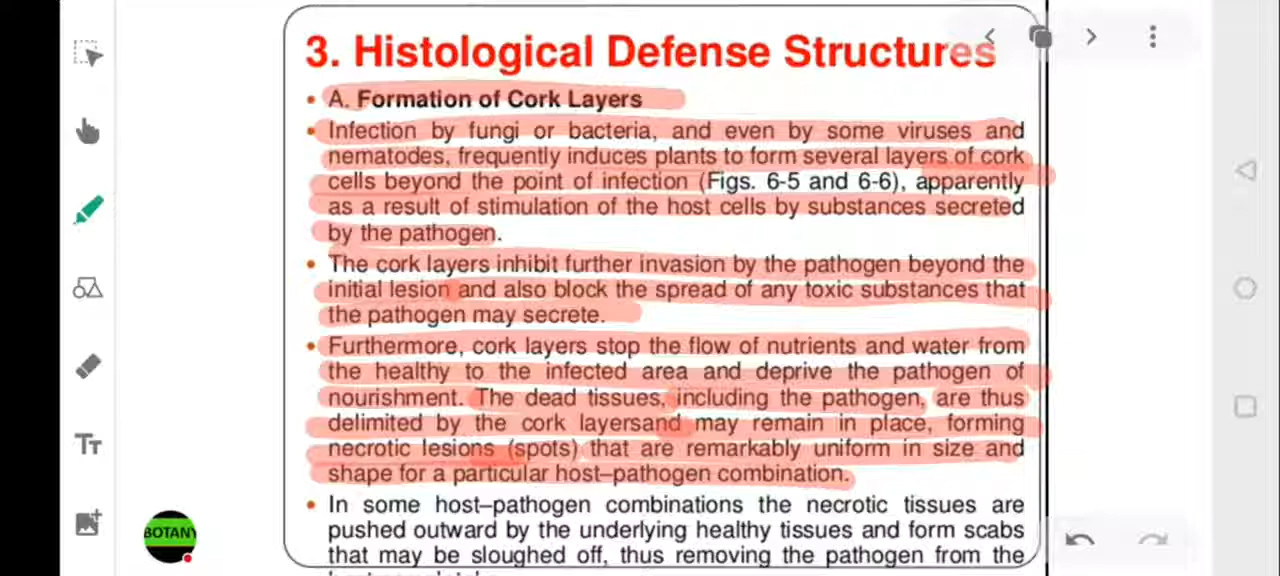 3. Histological Defense Structures
• A. Formation of Cork Layers
• Infection by fungi or bacteria, and even by some viruses and
nematodes, frequently induces plants to form several layers of cork
cells beyond the point of infection (Figs. 6-5 and 6-6), apparently
as a result of stimulation of the host cells by substances secreted
by the pathogen.
• The cork layers inhibit further invasion by the pathogen beyond the
initial lesion and also block the spread of any toxic substances that
the pathogen may secrete.
• Furthermore, cork layers stop the flow of nutrients and water from
the healthy to the infected area and deprive the pathogen of
nourishment. The dead tissues, including the pathogen, are thus
delimited by the cork layersand may remain in place, forming
necrotic lesions (spots) that are remarkably uniform in size and
shape for a particular host–pathogen combination.
• In some host–pathogen combinations the necrotic tissues are
pushed outward by the underlying healthy tissues and form scabs
that may be sloughed off, thus removing the pathogen from the
TT
BOTANY